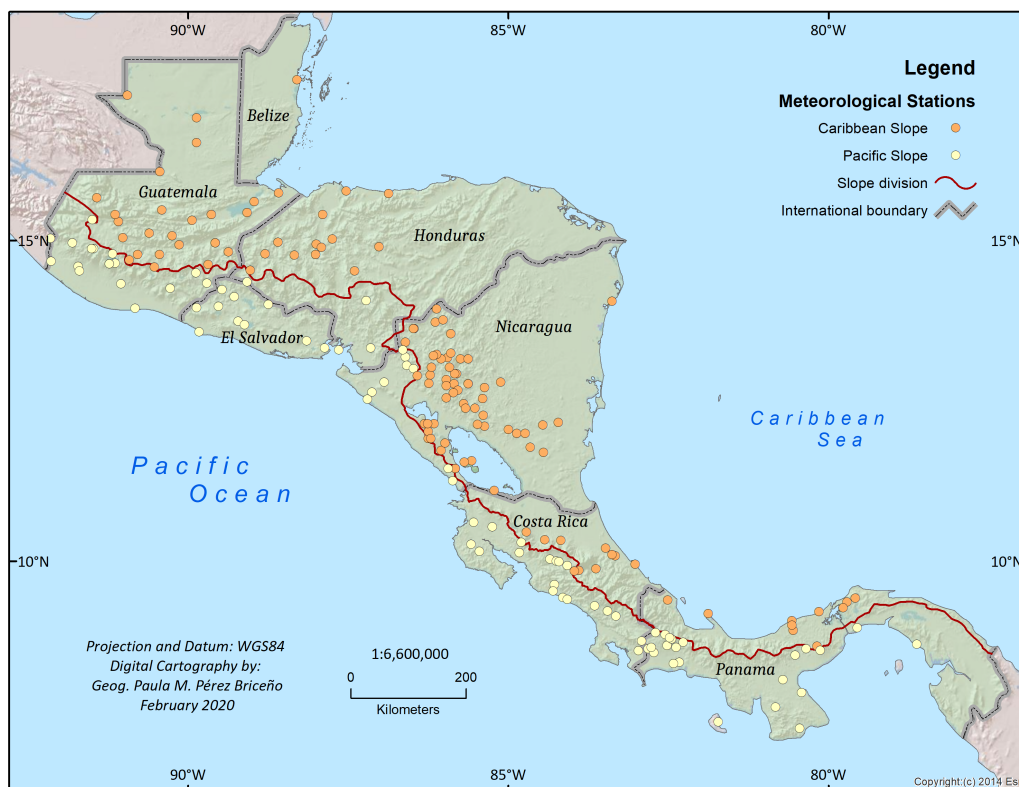 90°W
85°W
80°W
Legend
Meteorological Stations
Caribbean Slope
Pacific Slope
Slope division
International boundary
Belize
Guatemala
Honduras
15°N
15°N
Nicaragua
El Salvador
Caribbean
Sea
Pacific
Ocean
Costa Rica
10°N
10°N
Projection and Datum: WGS84
Digital Cartography by:
Geog. Paula M. Pérez Briceño
February 2020
1:6,600,000
0
200
Kilometers
Panama
90°W
85°W
80°W
Copyright:(c) 2014 Es